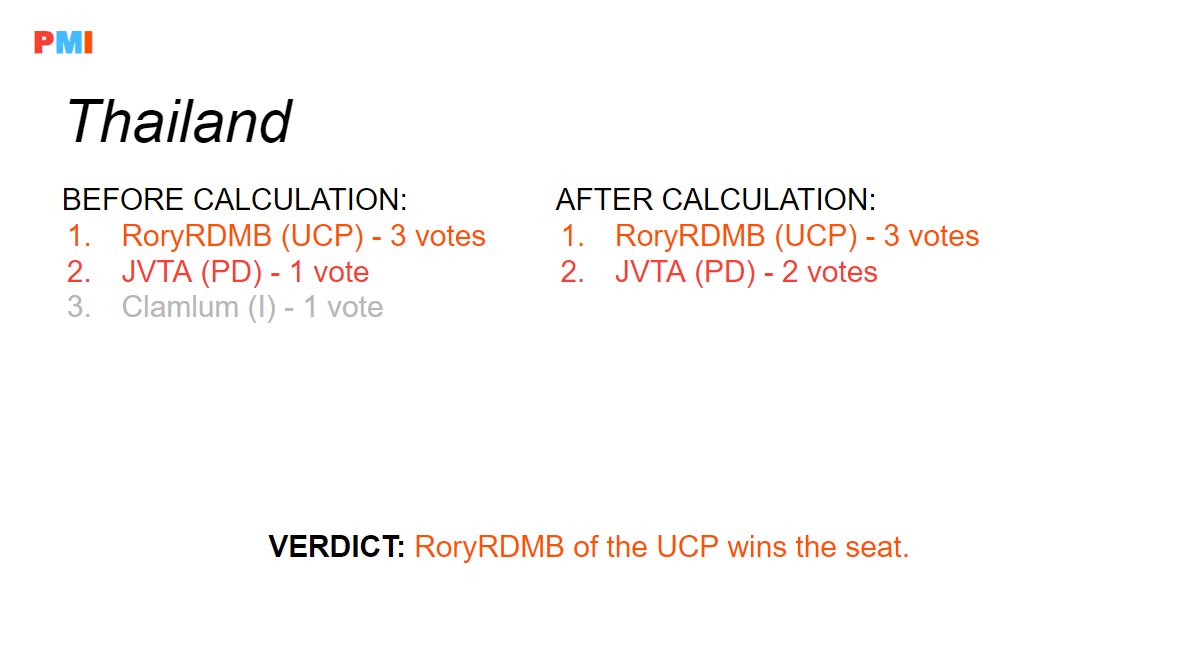 PMI
Thailand
BEFORE CALCULATION:
1. RoryRDMB (UCP) - 3 votes
2. JVTA (PD) - 1 vote
3. Clamlum (I) - 1 vote
AFTER CALCULATION:
1. RoryRDMB (UCP) - 3 votes
2. JVTA (PD) - 2 votes
VERDICT: RoryRDMB of the UCP wins the seat.